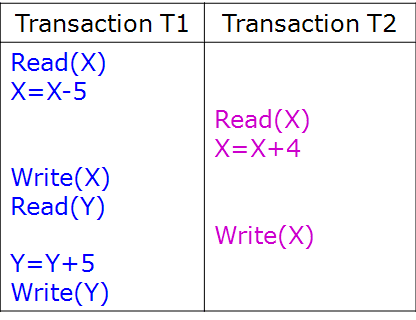 Transaction T1 Transaction T2
Read(X)
X=X-5
Read(X)
X=X+4
Write(X)
Read(Y)
Write(X)
Y=Y+5
Write(Y)